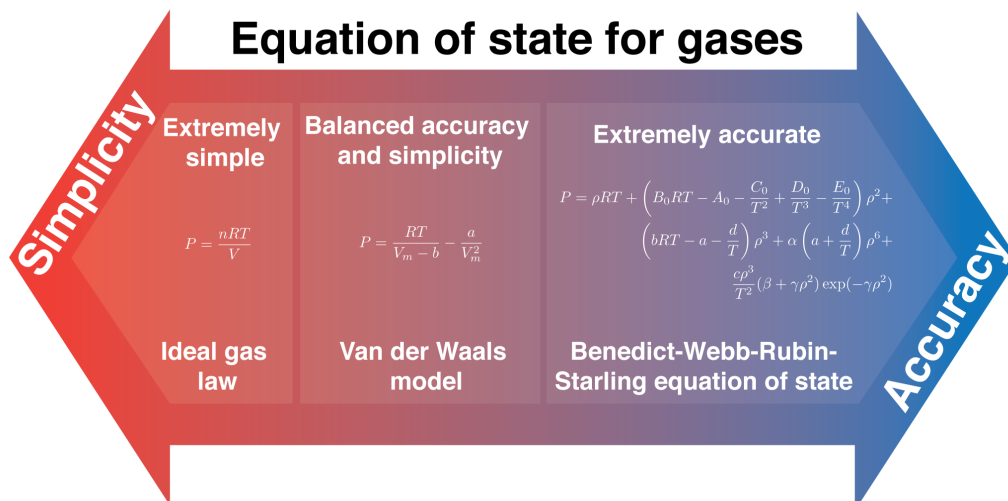 Equation of state for gases
Simplicity
Extremely
simple
P = nRT/V
Ideal gas
law
Balanced accuracy
and simplicity
P = RT/(V_m − b) − a/V_m^2
Van der Waals
model
Extremely accurate
P = ρRT + (B_0RT − A_0 − C_0/T^2 + D_0/T^3 − E_0/T^4) ρ^2 +
(bRT − a − d/T) ρ^3 + α (a + d/T) ρ^6 +
cρ^3/T^2 (β + γρ^2) exp(−γρ^2)
Benedict-Webb-Rubin-
Starling equation of state
Accuracy